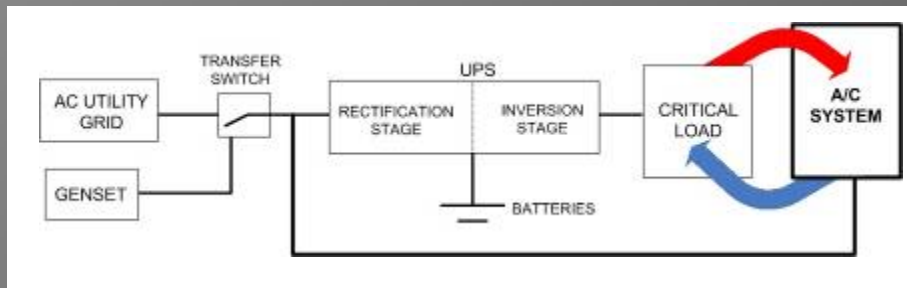 TRANSFER
SWITCH
UPS
AC UTILITY
GRID
RECTIFICATION
STAGE
INVERSION
STAGE
CRITICAL
LOAD
A/C
SYSTEM
GENSET
BATTERIES